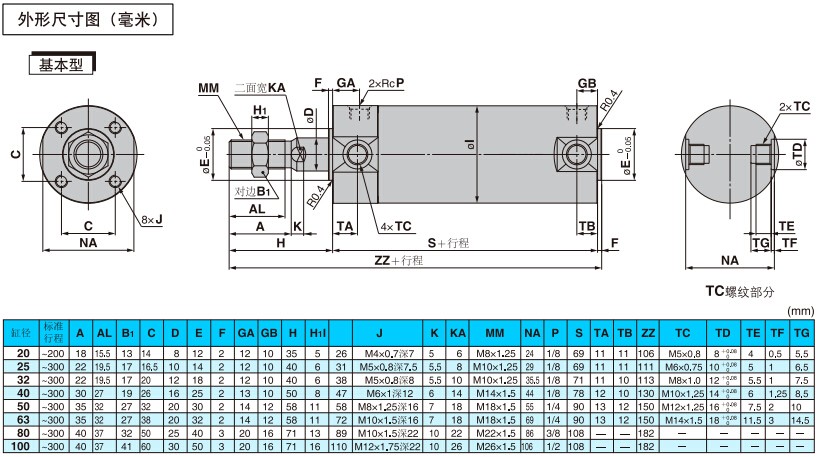 外形尺寸图（毫米）
基本型
MM
二面宽KA
F
GA
2×RcP
GB
R0.4
H1
øD
2×TC
C
øE-0 0.05
øI
øE-0 0.05
øTD
8×J
对边B1
R0.4
AL
TA
4×TC
TB
TE
C
A
K
TG
TF
NA
H
S+行程
F
NA
ZZ+行程
TC螺纹部分
(mm)
缸径 标准行程 A AL B1 C D E F GA GB H H1 I J K KA MM NA P S TA TB ZZ TC TD TE TF TG
20 ~200 18 15.5 13 14 8 12 2 12 10 35 5 26 M4×0.7深7 5 6 M8×1.25 24 1/8 69 11 11 106 M5×0,8 8 +0.08 0 4 0,5 5,5
25 ~300 22 19.5 17 16,5 10 14 2 12 10 40 6 31 M5×0.8深7.5 5,5 8 M10×1.25 29 1/8 69 11 11 111 M6×0.75 10 +0.08 0 5 1 6.5
32 ~300 22 19.5 17 20 12 18 2 12 10 40 6 38 M5×0.8深8 5.5 10 M10×1.25 35.5 1/8 71 11 10 113 M8×1.0 12 +0.08 0 5.5 1 7.5
40 ~300 30 27 19 26 16 25 2 13 10 50 8 47 M6×1深12 6 14 M14×1.5 44 1/8 78 12 10 130 M10×1,25 14 +0.08 0 6 1,25 8,5
50 ~300 35 32 27 32 20 30 2 14 12 58 11 58 M8×1.25深16 7 18 M18×1.5 55 1/4 90 13 12 150 M12×1.25 16 +0.08 0 7,5 2 10
63 ~300 35 32 27 38 20 32 2 14 12 58 11 72 M10×1.5深16 7 18 M18×1.5 69 1/4 90 13 12 150 M14×1.5 18 +0.08 0 11.5 3 14,5
80 ~300 40 37 32 50 25 40 3 20 16 71 13 89 M10×1.5深22 10 22 M22×1.5 86 3/8 108 — — 182 — — — — —
100 ~300 40 37 41 60 30 50 3 20 16 71 16 110 M12×1.75深22 10 26 M26×1.5 106 1/2 108 — — 182 — — — — —